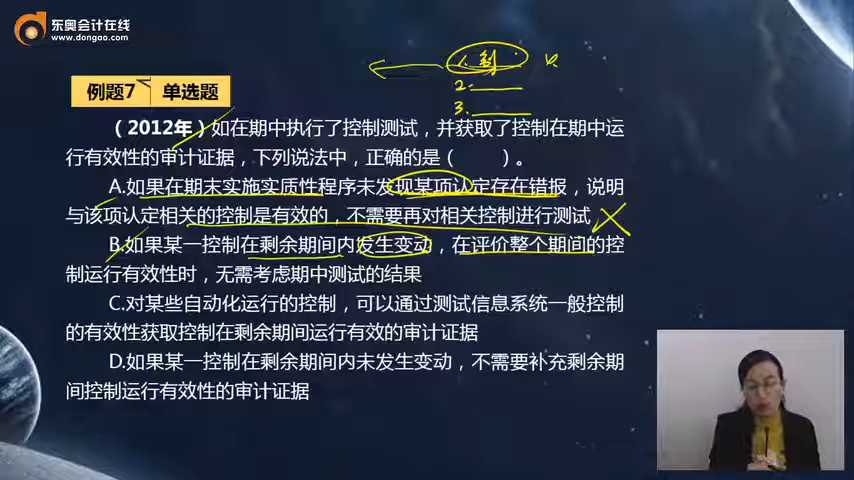 东奥会计在线
www.dongao.com
1.
2.
3.
例题7 单选题
（2012年）如在期中执行了控制测试，并获取了控制在期中运
行有效性的审计证据，下列说法中，正确的是（　　）。
A.如果在期末实施实质性程序未发现某项认定存在错报，说明
与该项认定相关的控制是有效的，不需要再对相关控制进行测试
B.如果某一控制在剩余期间内发生变动，在评价整个期间的控
制运行有效性时，无需考虑期中测试的结果
C.对某些自动化运行的控制，可以通过测试信息系统一般控制
的有效性获取控制在剩余期间运行有效的审计证据
D.如果某一控制在剩余期间内未发生变动，不需要补充剩余期
间控制运行有效性的审计证据